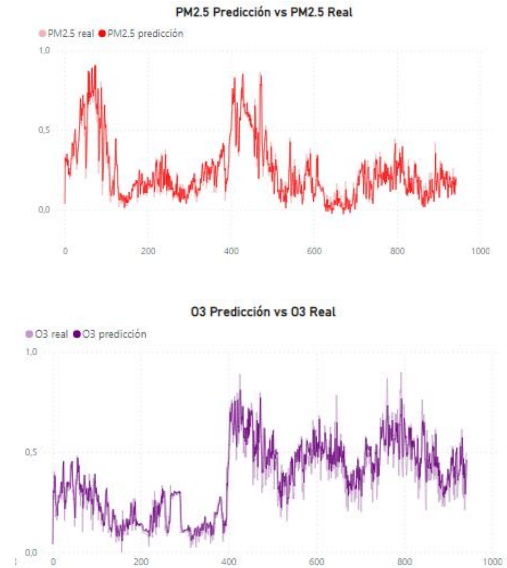 PM2.5 Predicción vs PM2.5 Real
PM2.5 real PM2.5 predicción
1,0
0,5
0,0
0 200 400 600 800 1000
O3 Predicción vs O3 Real
O3 real O3 predicción
1,0
0,5
0,0
0 200 400 600 800 1000